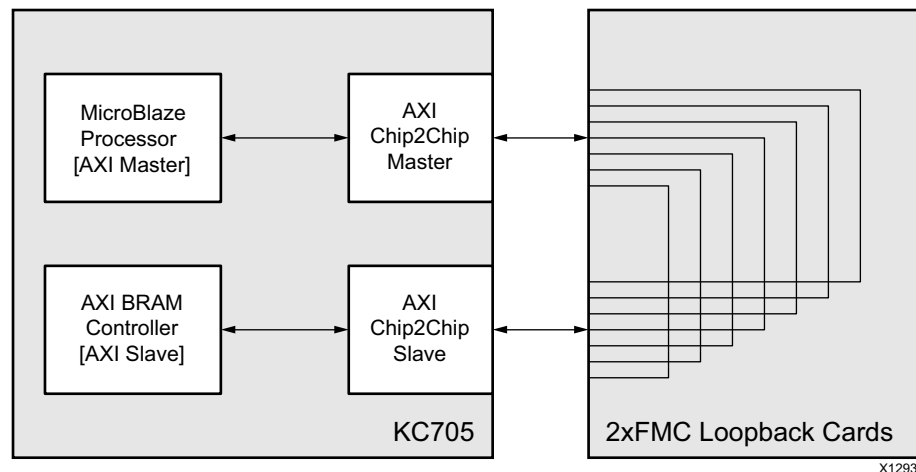 MicroBlaze
Processor
[AXI Master]
AXI
Chip2Chip
Master
AXI BRAM
Controller
[AXI Slave]
AXI
Chip2Chip
Slave
KC705
2xFMC Loopback Cards
X1293